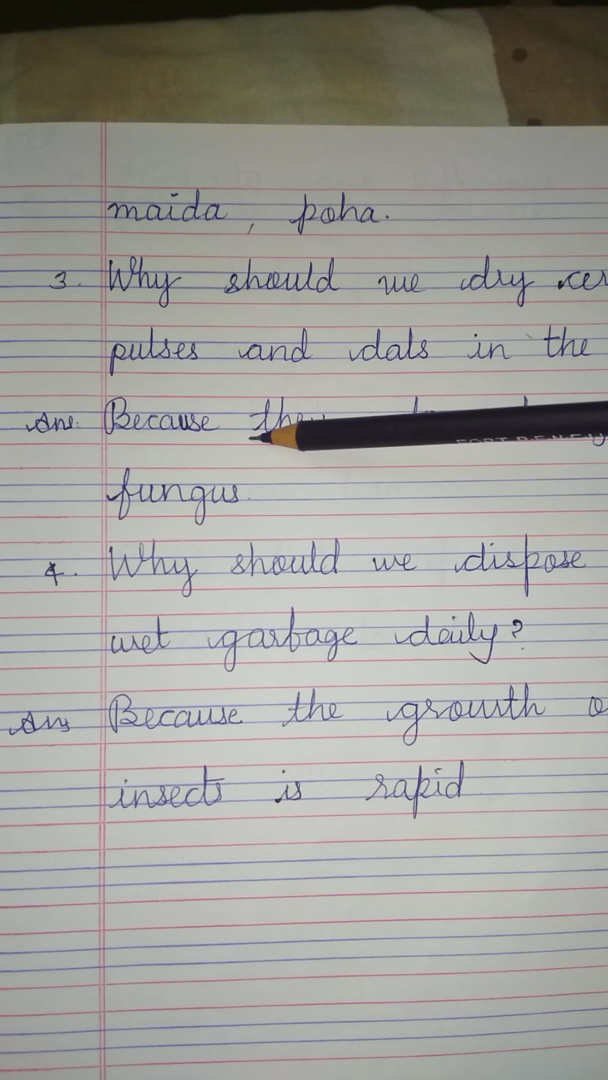 maida, poha.
3. Why should we dry
pulses and dals in the
Ans. Because they
fungus.
4. Why should we dispose
wet garbage daily?
Ans Because the growth
insects is rapid